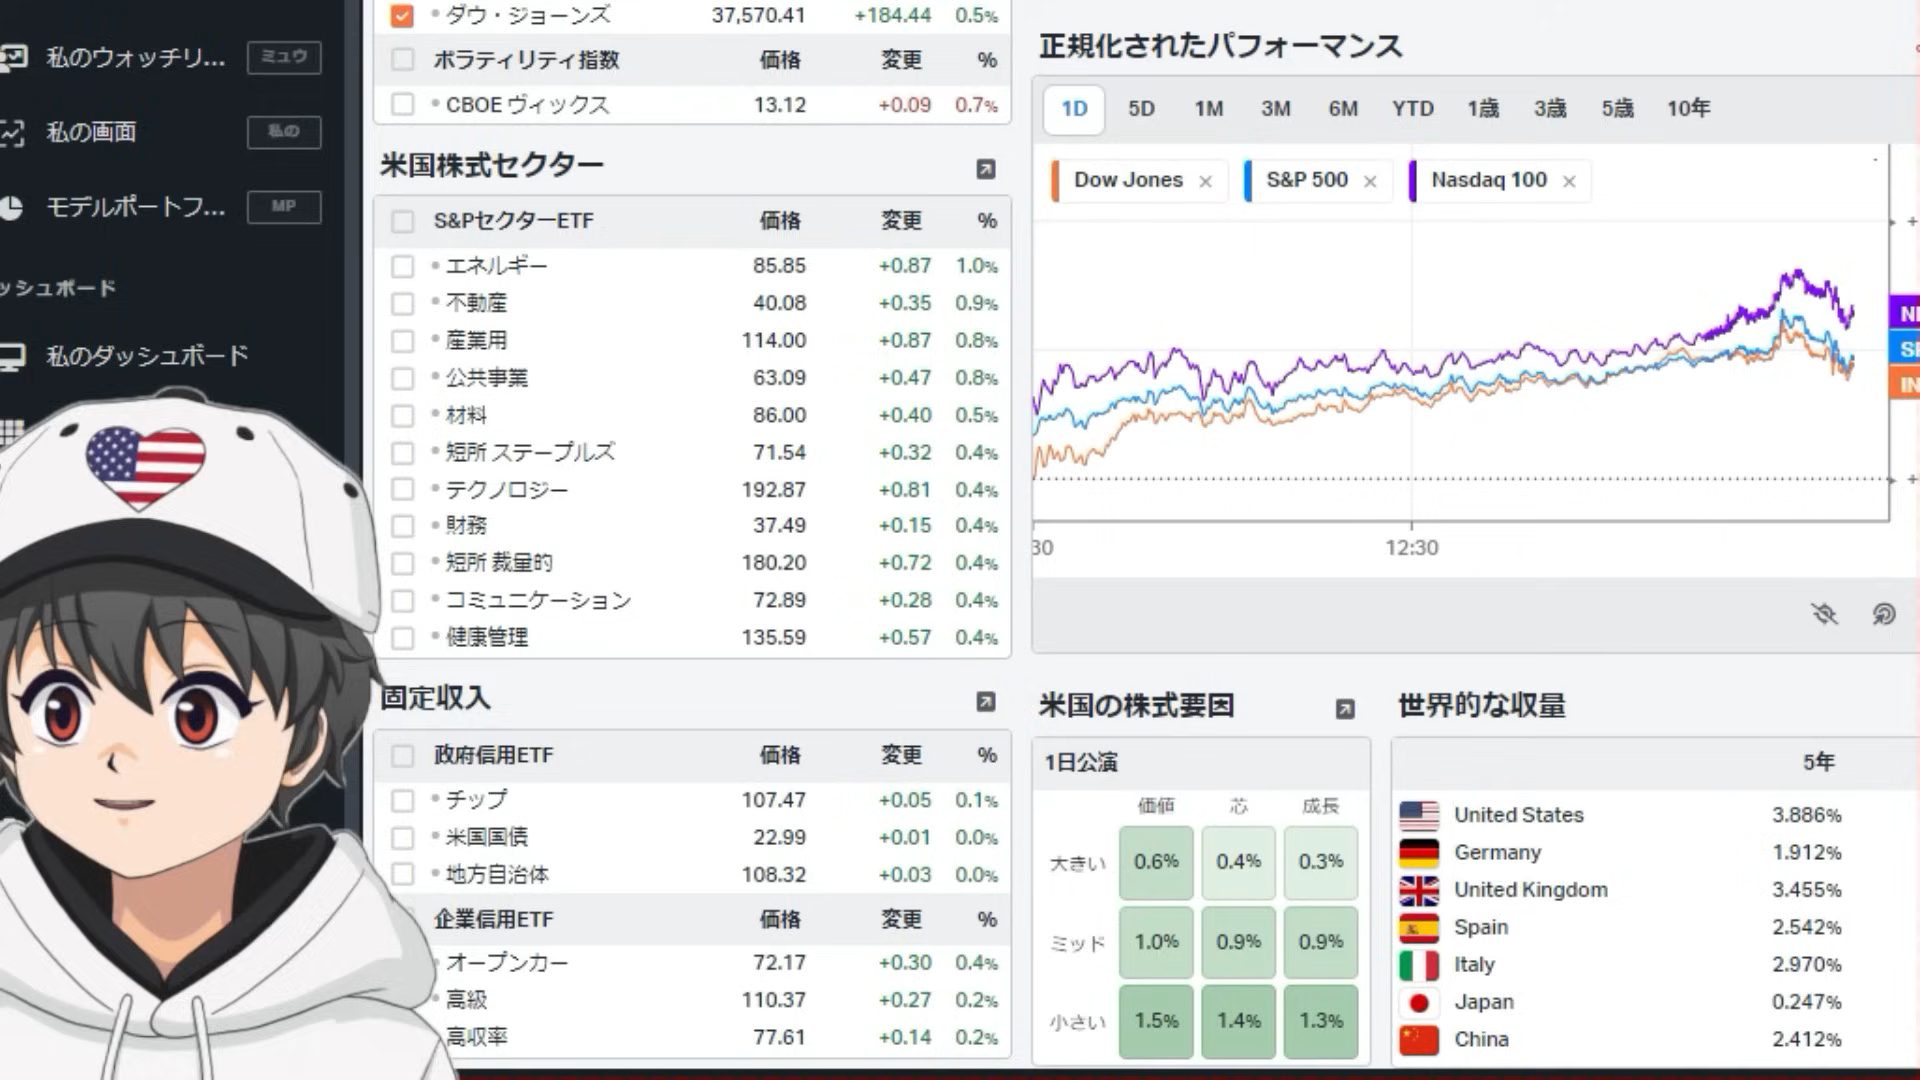 私のウォッチリ... ミュウ
私の画面 私の
モデルポートフ... MP
ッシュボード
私のダッシュボード
ダウ・ジョーンズ 37,570.41 +184.44 0.5%
ボラティリティ指数 価格 変更 %
CBOE ヴィックス 13.12 +0.09 0.7%
米国株式セクター
S&PセクターETF 価格 変更 %
エネルギー 85.85 +0.87 1.0%
不動産 40.08 +0.35 0.9%
産業用 114.00 +0.87 0.8%
公共事業 63.09 +0.47 0.8%
材料 86.00 +0.40 0.5%
短所 ステープルズ 71.54 +0.32 0.4%
テクノロジー 192.87 +0.81 0.4%
財務 37.49 +0.15 0.4%
短所 裁量的 180.20 +0.72 0.4%
コミュニケーション 72.89 +0.28 0.4%
健康管理 135.59 +0.57 0.4%
固定収入
政府信用ETF 価格 変更 %
チップ 107.47 +0.05 0.1%
米国国債 22.99 +0.01 0.0%
地方自治体 108.32 +0.03 0.0%
企業信用ETF 価格 変更 %
オープンカー 72.17 +0.30 0.4%
高級 110.37 +0.27 0.2%
高収率 77.61 +0.14 0.2%
正規化されたパフォーマンス
1D 5D 1M 3M 6M YTD 1歳 3歳 5歳 10年
Dow Jones × S&P 500 × Nasdaq 100 ×
30 12:30
米国の株式要因
1日公演
価値 芯 成長
大きい 0.6% 0.4% 0.3%
ミッド 1.0% 0.9% 0.9%
小さい 1.5% 1.4% 1.3%
世界的な収量
5年
United States 3.886%
Germany 1.912%
United Kingdom 3.455%
Spain 2.542%
Italy 2.970%
Japan 0.247%
China 2.412%